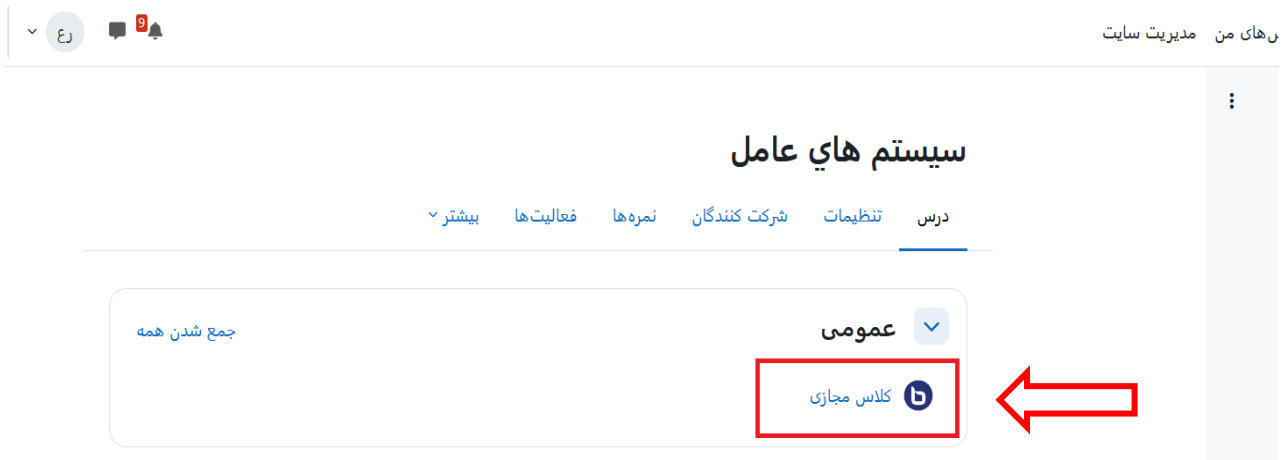 های من مدیریت سایت 9 رع
سيستم هاي عامل
درس تنظیمات شرکت کنندگان نمره‌ها فعالیت‌ها بیشتر
عمومی جمع شدن همه
کلاس مجازی